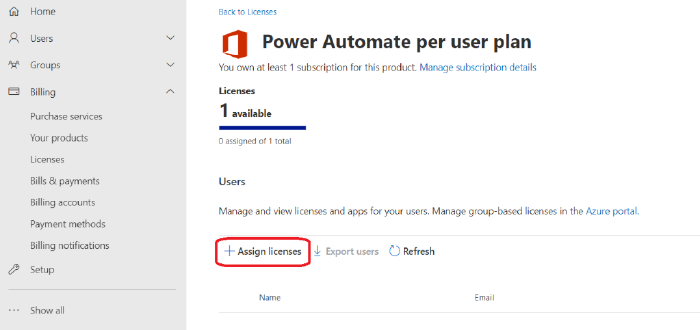 Home
Users
Groups
Billing
Purchase services
Your products
Licenses
Bills & payments
Billing accounts
Payment methods
Billing notifications
Setup
Show all
Back to Licenses
Power Automate per user plan
You own at least 1 subscription for this product. Manage subscription details
Licenses
1 available
0 assigned of 1 total
Users
Manage and view licenses and apps for your users. Manage group-based licenses in the Azure portal.
Assign licenses Export users Refresh
Name Email